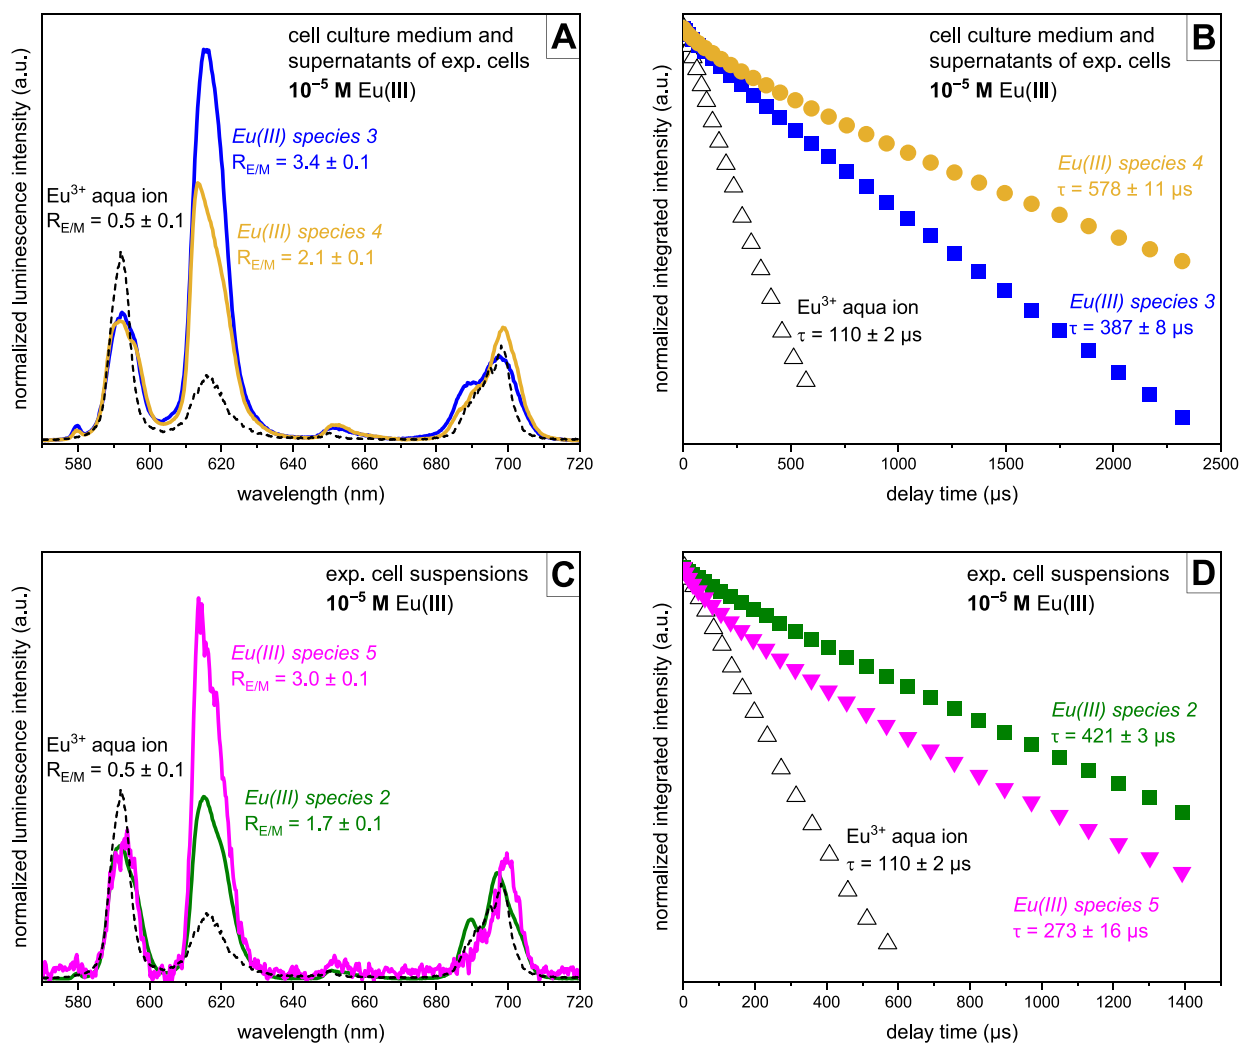 A
cell culture medium and
supernatants of exp. cells
10⁻⁵ M Eu(III)
Eu(III) species 3
R_E/M = 3.4 ± 0.1
Eu³⁺ aqua ion
R_E/M = 0.5 ± 0.1
Eu(III) species 4
R_E/M = 2.1 ± 0.1
normalized luminescence intensity (a.u.)
580 600 620 640 660 680 700 720
wavelength (nm)
B
cell culture medium and
supernatants of exp. cells
10⁻⁵ M Eu(III)
Eu(III) species 4
τ = 578 ± 11 µs
Eu³⁺ aqua ion
τ = 110 ± 2 µs
Eu(III) species 3
τ = 387 ± 8 µs
normalized integrated intensity (a.u.)
0 500 1000 1500 2000 2500
delay time (µs)
C
exp. cell suspensions
10⁻⁵ M Eu(III)
Eu(III) species 5
R_E/M = 3.0 ± 0.1
Eu³⁺ aqua ion
R_E/M = 0.5 ± 0.1
Eu(III) species 2
R_E/M = 1.7 ± 0.1
normalized luminescence intensity (a.u.)
580 600 620 640 660 680 700 720
wavelength (nm)
D
exp. cell suspensions
10⁻⁵ M Eu(III)
Eu(III) species 2
τ = 421 ± 3 µs
Eu³⁺ aqua ion
τ = 110 ± 2 µs
Eu(III) species 5
τ = 273 ± 16 µs
normalized integrated intensity (a.u.)
0 200 400 600 800 1000 1200 1400
delay time (µs)